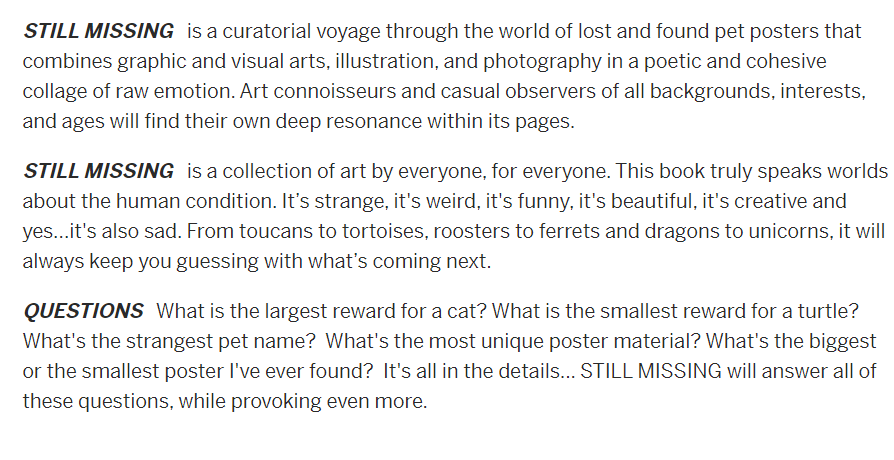 STILL MISSING is a curatorial voyage through the world of lost and found pet posters that
combines graphic and visual arts, illustration, and photography in a poetic and cohesive
collage of raw emotion. Art connoisseurs and casual observers of all backgrounds, interests,
and ages will find their own deep resonance within its pages.
STILL MISSING is a collection of art by everyone, for everyone. This book truly speaks worlds
about the human condition. It’s strange, it's weird, it's funny, it's beautiful, it's creative and
yes...it's also sad. From toucans to tortoises, roosters to ferrets and dragons to unicorns, it will
always keep you guessing with what’s coming next.
QUESTIONS What is the largest reward for a cat? What is the smallest reward for a turtle?
What's the strangest pet name?  What's the most unique poster material? What's the biggest
or the smallest poster I've ever found?  It's all in the details... STILL MISSING will answer all of
these questions, while provoking even more.